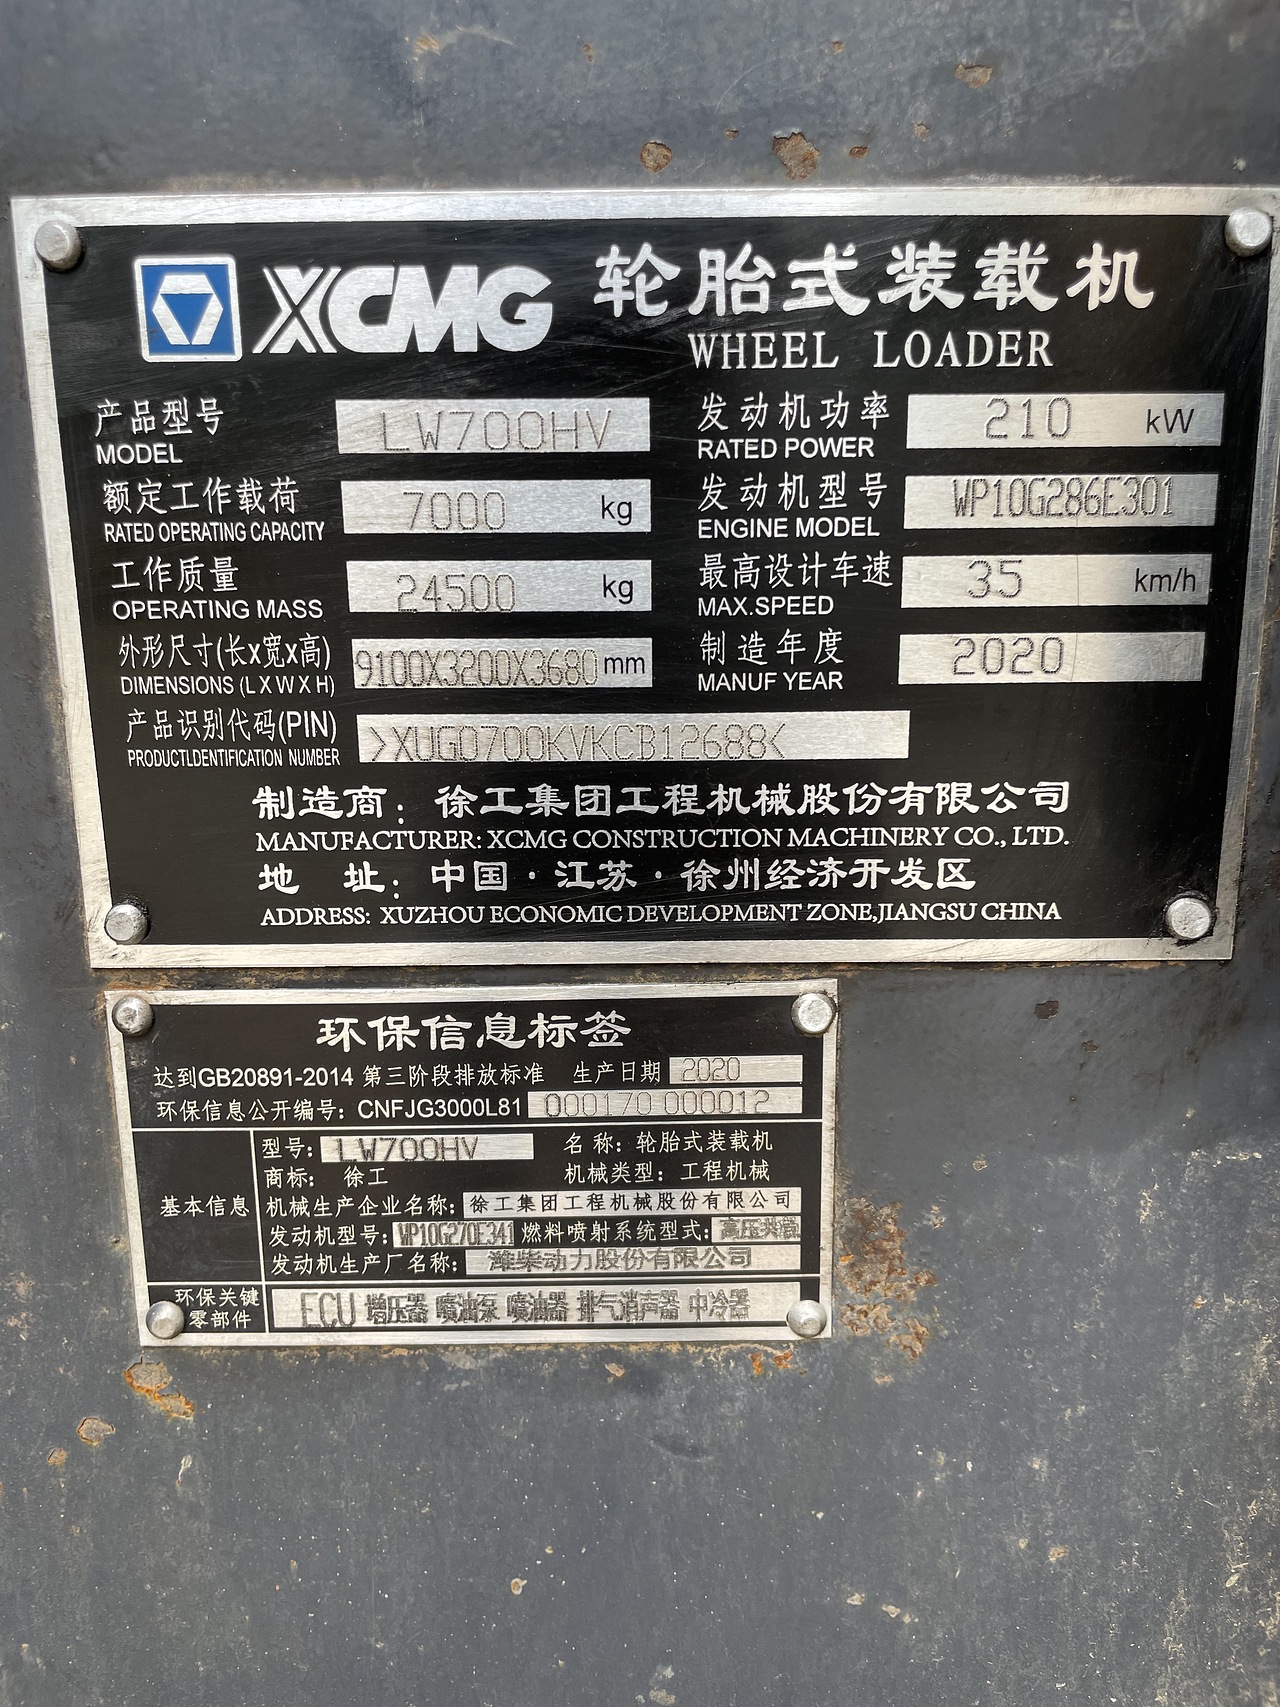 XCMG 轮胎式装载机
WHEEL LOADER
产品型号 LW700HV 发动机功率 210 kW
MODEL RATED POWER
额定工作载荷 7000 kg 发动机型号 WP10G286E301
RATED OPERATING CAPACITY ENGINE MODEL
工作质量 24500 kg 最高设计车速 35 km/h
OPERATING MASS MAX.SPEED
外形尺寸(长x宽x高) 9100X3200X3680 mm 制造年度 2020
DIMENSIONS (L X W X H) MANUF YEAR
产品识别代码(PIN) >XUG0700KVKCB12688<
PRODUCTLDENTIFICATION NUMBER
制造商：徐工集团工程机械股份有限公司
MANUFACTURER: XCMG CONSTRUCTION MACHINERY CO., LTD.
地 址：中国·江苏·徐州经济开发区
ADDRESS: XUZHOU ECONOMIC DEVELOPMENT ZONE,JIANGSU CHINA
环保信息标签
达到GB20891-2014 第三阶段排放标准 生产日期 2020
环保信息公开编号：CNFJG3000L81 000170 000012
型号：LW700HV 名 称：轮胎式装载机
商标： 徐工 机械类型：工程机械
基本信息 机械生产企业名称：徐工集团工程机械股份有限公司
发动机型号：WP10G270E341 燃料喷射系统型式：高压共轨
发动机生产厂名称：潍柴动力股份有限公司
环保关键零部件 ECU 增压器 喷油泵 喷油器 排气消声器 中冷器